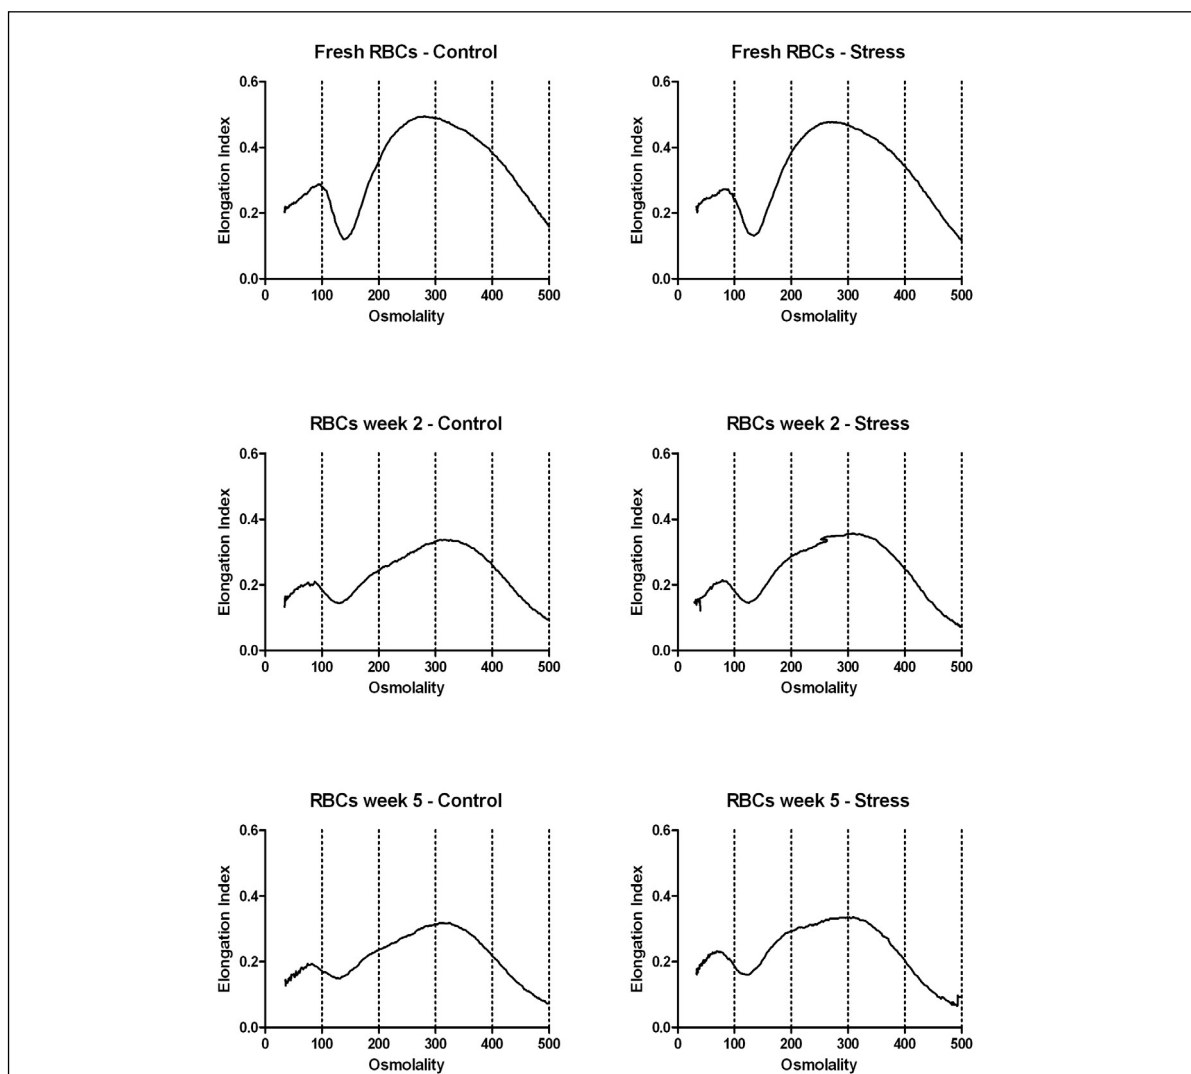 Fresh RBCs - Control
0.6
0.4
0.2
0.0
Elongation Index
0 100 200 300 400 500
Osmolality
Fresh RBCs - Stress
0.6
0.4
0.2
0.0
Elongation Index
0 100 200 300 400 500
Osmolality
RBCs week 2 - Control
0.6
0.4
0.2
0.0
Elongation Index
0 100 200 300 400 500
Osmolality
RBCs week 2 - Stress
0.6
0.4
0.2
0.0
Elongation Index
0 100 200 300 400 500
Osmolality
RBCs week 5 - Control
0.6
0.4
0.2
0.0
Elongation Index
0 100 200 300 400 500
Osmolality
RBCs week 5 - Stress
0.6
0.4
0.2
0.0
Elongation Index
0 100 200 300 400 500
Osmolality